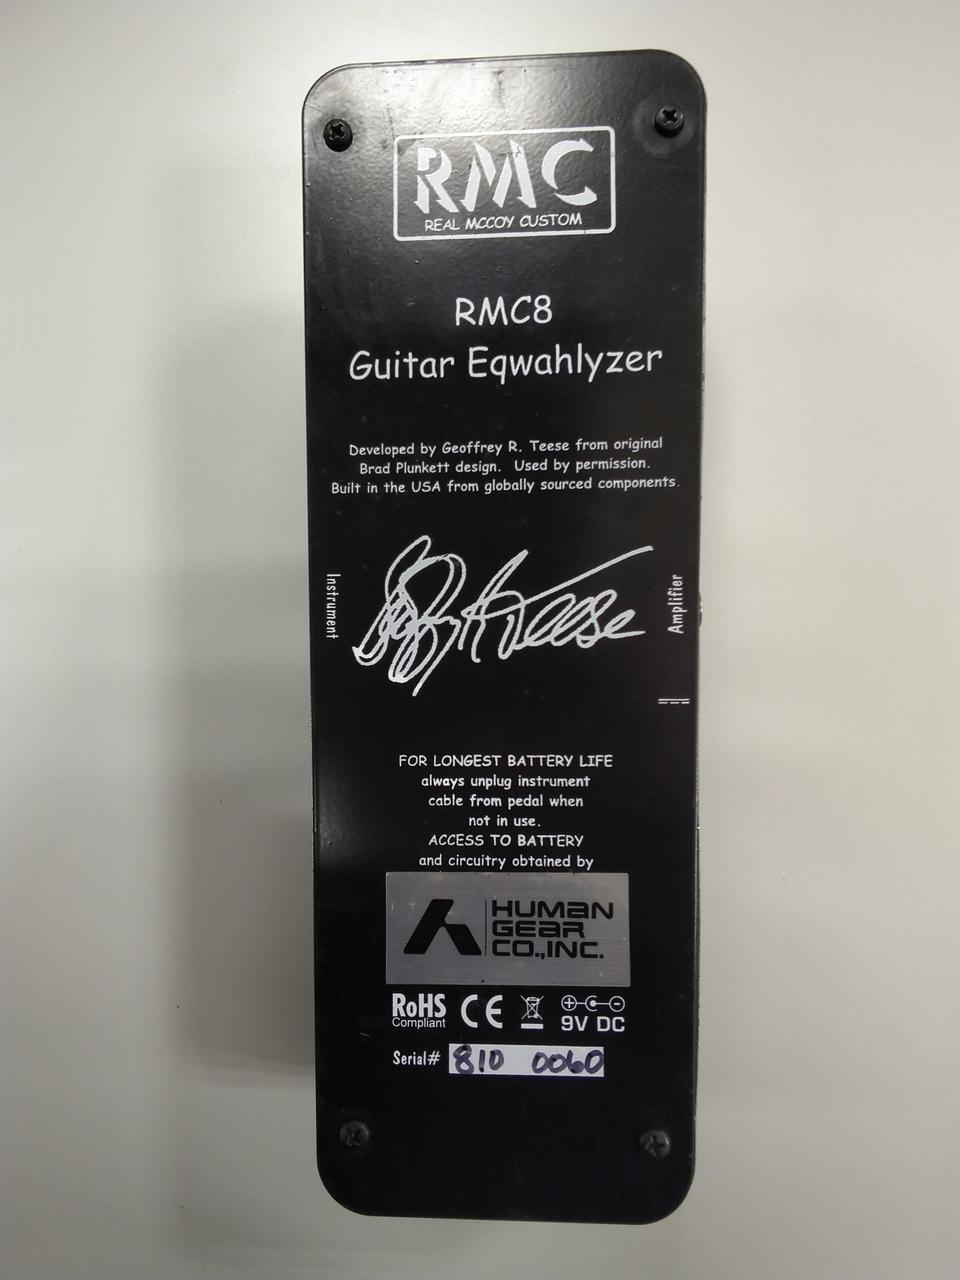 RMC
REAL MCCOY CUSTOM
RMC8
Guitar Eqwahlyzer
Developed by Geoffrey R. Teese from original
Brad Plunkett design. Used by permission.
Built in the USA from globally sourced components.
Instrument
Amplifier
FOR LONGEST BATTERY LIFE
always unplug instrument
cable from pedal when
not in use.
ACCESS TO BATTERY
and circuitry obtained by
HUMAN
GEAR
CO.,INC.
RoHS
Compliant
CE
9V DC
Serial# 810 0060